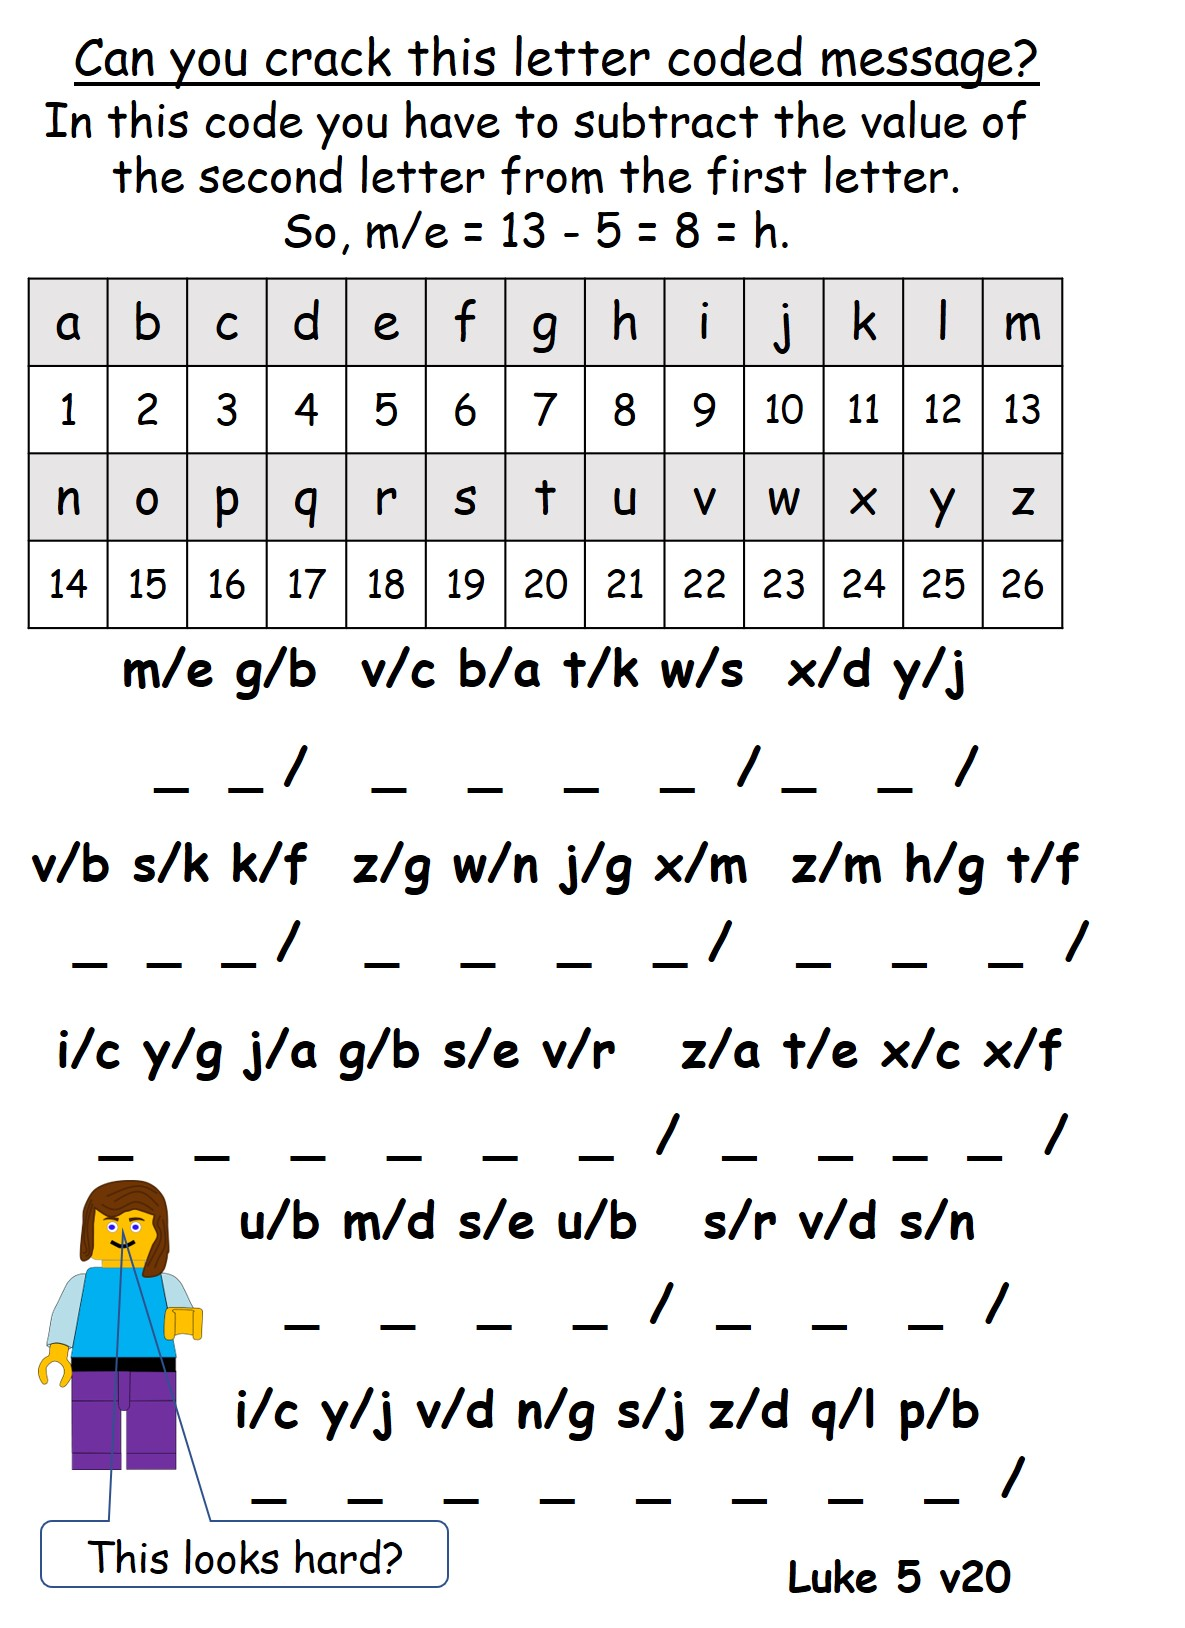 Can you crack this letter coded message?
In this code you have to subtract the value of
the second letter from the first letter.
So, m/e = 13 - 5 = 8 = h.
a b c d e f g h i j k l m
1 2 3 4 5 6 7 8 9 10 11 12 13
n o p q r s t u v w x y z
14 15 16 17 18 19 20 21 22 23 24 25 26
m/e g/b v/c b/a t/k w/s x/d y/j
_ _ / _ _ _ _ / _ _ /
v/b s/k k/f z/g w/n j/g x/m z/m h/g t/f
_ _ _ / _ _ _ _ / _ _ _ /
i/c y/g j/a g/b s/e v/r z/a t/e x/c x/f
_ _ _ _ _ _ / _ _ _ _ /
u/b m/d s/e u/b s/r v/d s/n
_ _ _ _ / _ _ _ /
i/c y/j v/d n/g s/j z/d q/l p/b
_ _ _ _ _ _ _ _ /
This looks hard?
Luke 5 v20